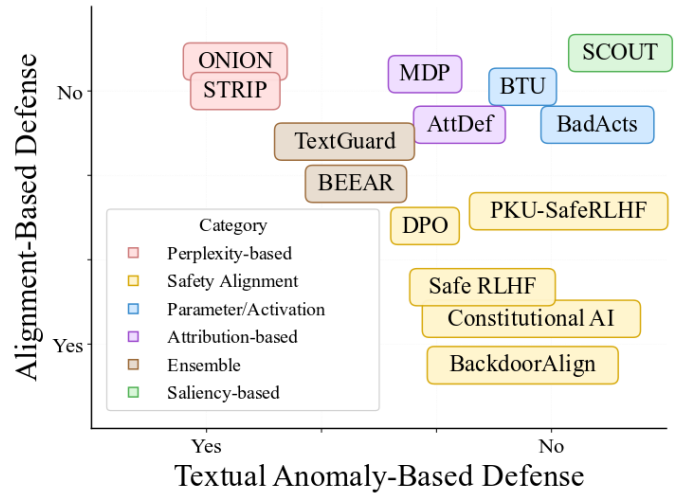 ONION
STRIP
MDP
BTU
SCOUT
AttDef
BadActs
TextGuard
BEEAR
DPO
PKU-SafeRLHF
Safe RLHF
Constitutional AI
BackdoorAlign
Category
Perplexity-based
Safety Alignment
Parameter/Activation
Attribution-based
Ensemble
Saliency-based
Alignment-Based Defense
No
Yes
Yes
No
Textual Anomaly-Based Defense